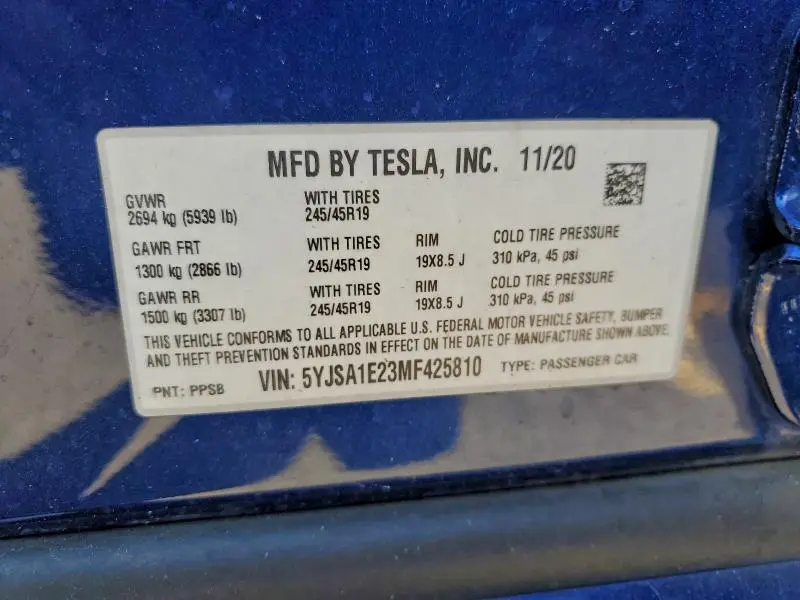 MFD BY TESLA, INC. 11/20
GVWR
2694 kg (5939 lb)
WITH TIRES
245/45R19
GAWR FRT
1300 kg (2866 lb)
WITH TIRES
245/45R19
RIM
19X8.5 J
COLD TIRE PRESSURE
310 kPa, 45 psi
GAWR RR
1500 kg (3307 lb)
WITH TIRES
245/45R19
RIM
19X8.5 J
COLD TIRE PRESSURE
310 kPa, 45 psi
THIS VEHICLE CONFORMS TO ALL APPLICABLE U.S. FEDERAL MOTOR VEHICLE SAFETY, BUMPER
AND THEFT PREVENTION STANDARDS IN EFFECT ON THE DATE OF MANUFACTURE SHOWN ABOVE.
PNT: PPSB VIN: 5YJSA1E23MF425810 TYPE: PASSENGER CAR